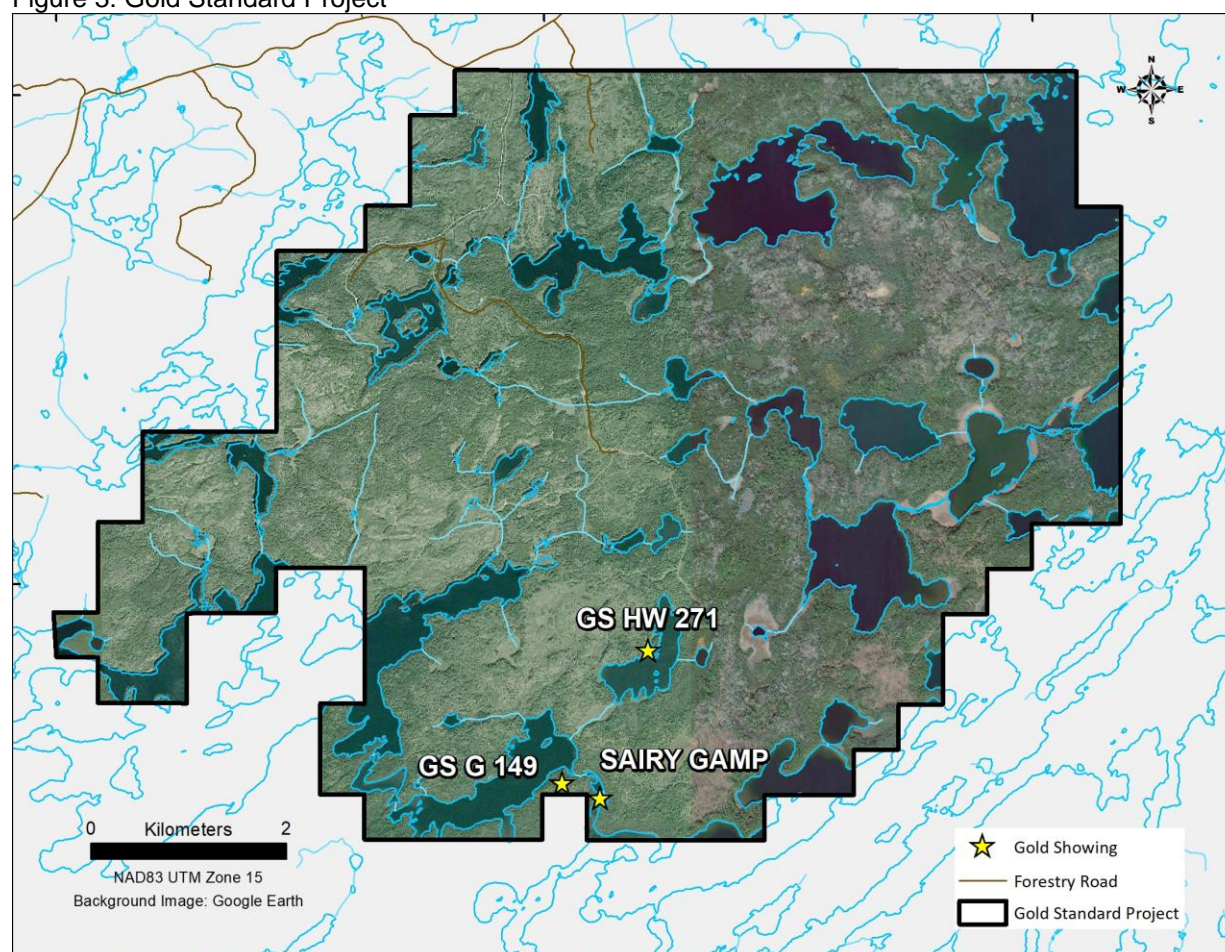 Figure 3: Gold Standard Project
N
W E
S
GS HW 271
GS G 149
SAIRY GAMP
0 Kilometers 2
NAD83 UTM Zone 15
Background Image: Google Earth
Gold Showing
Forestry Road
Gold Standard Project